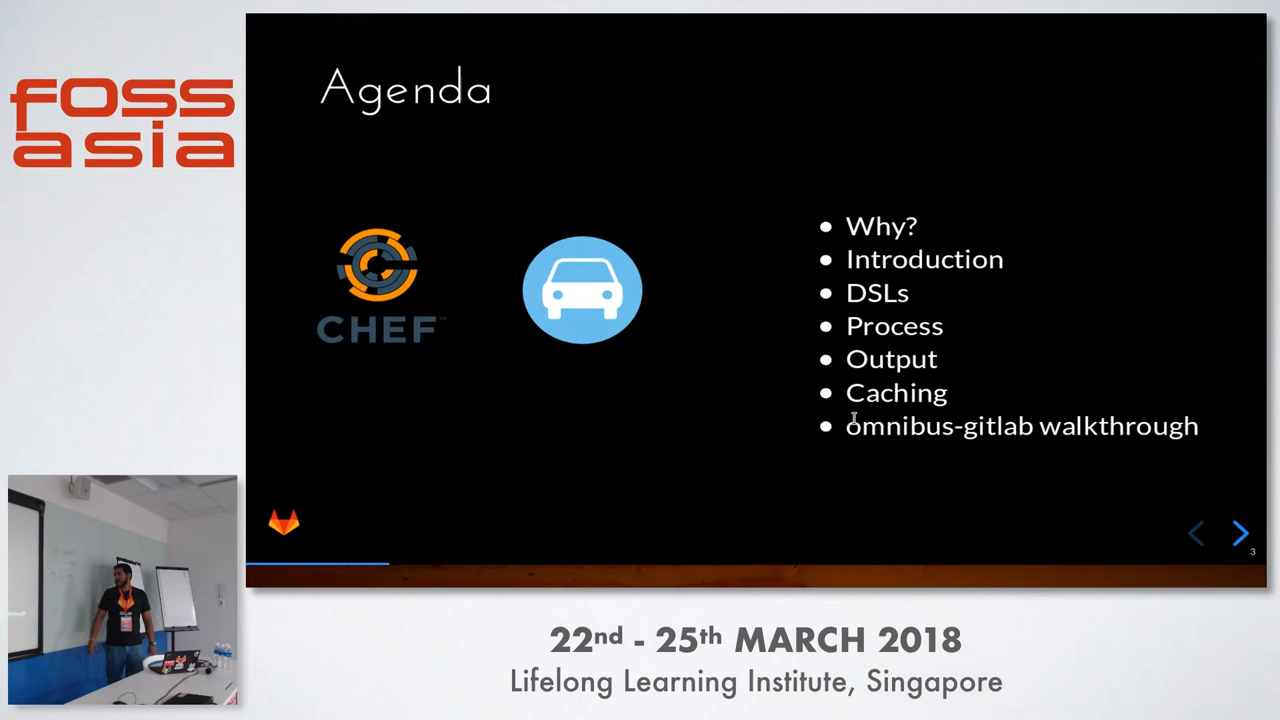 foss
asia
Agenda
CHEF™
Why?
Introduction
DSLs
Process
Output
Caching
omnibus-gitlab walkthrough
3
22nd - 25th MARCH 2018
Lifelong Learning Institute, Singapore